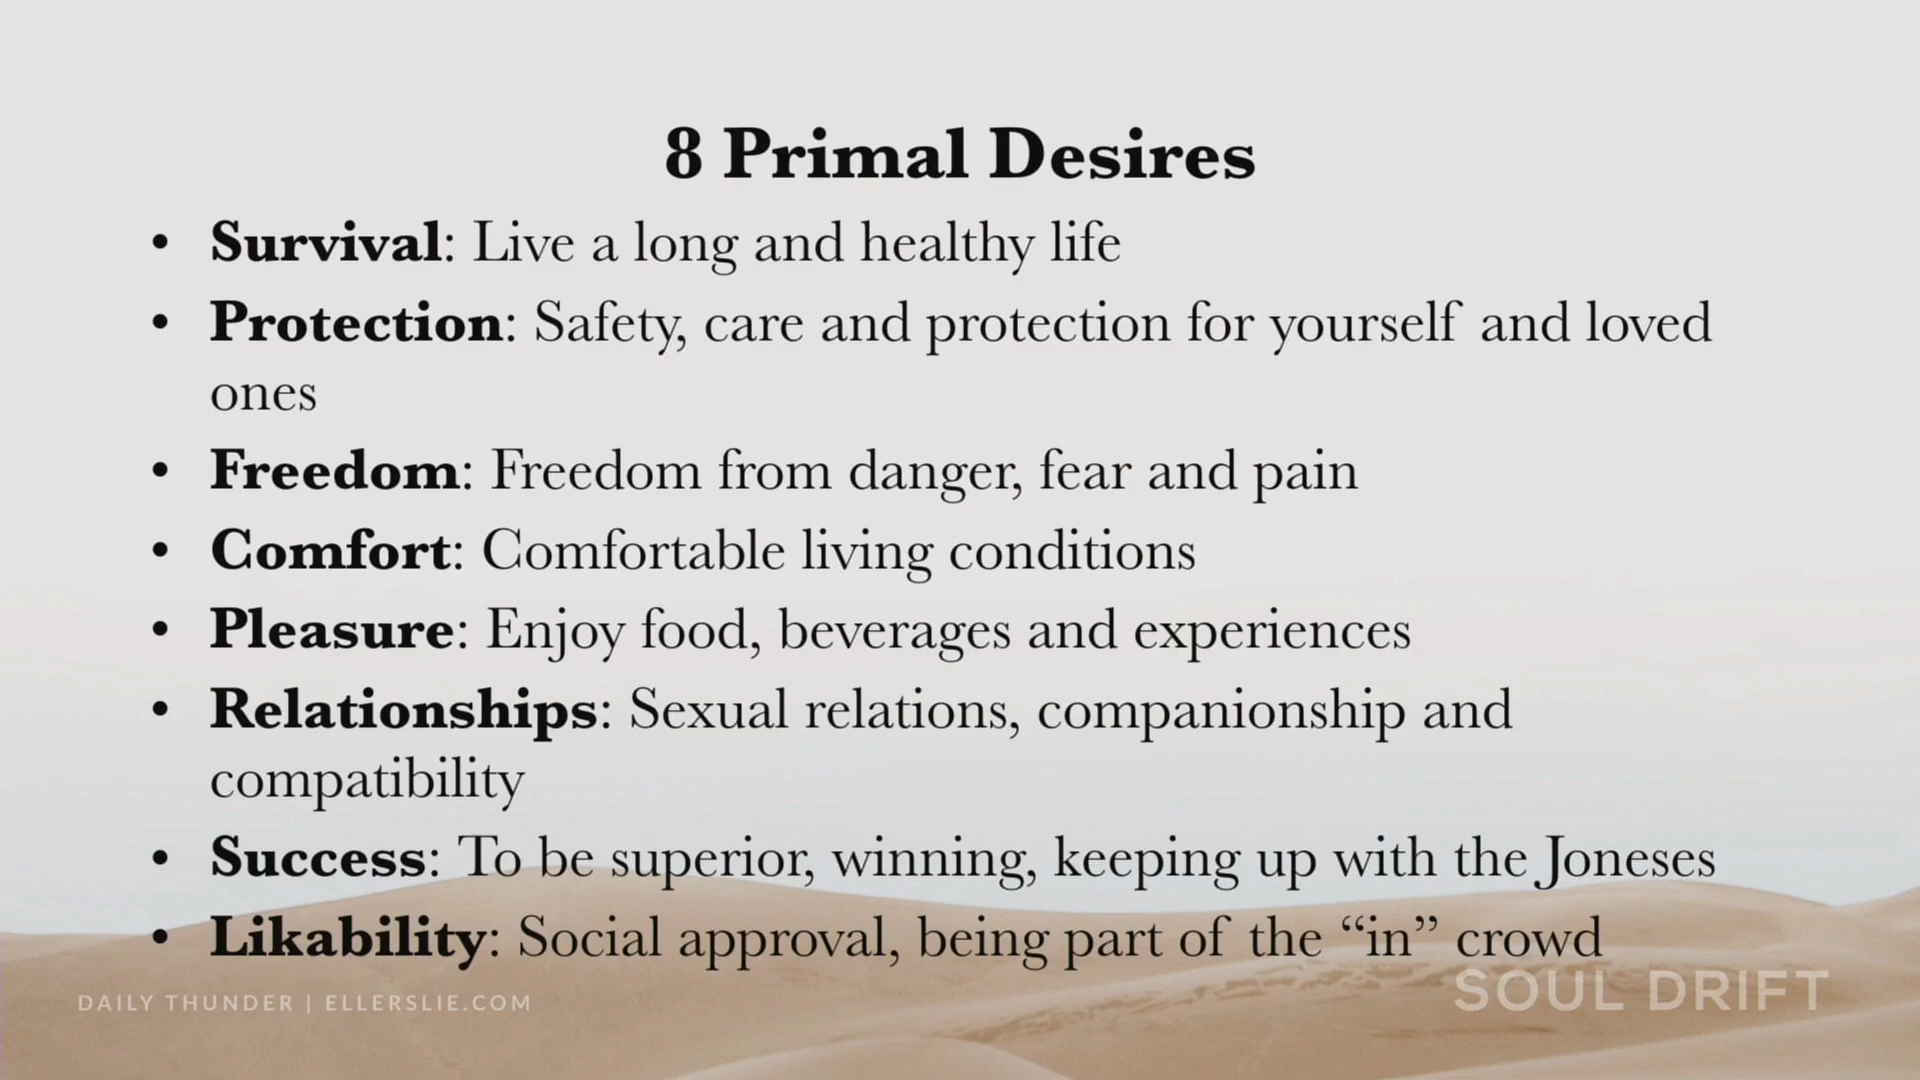 8 Primal Desires
• Survival: Live a long and healthy life
• Protection: Safety, care and protection for yourself and loved
ones
• Freedom: Freedom from danger, fear and pain
• Comfort: Comfortable living conditions
• Pleasure: Enjoy food, beverages and experiences
• Relationships: Sexual relations, companionship and
compatibility
• Success: To be superior, winning, keeping up with the Joneses
• Likability: Social approval, being part of the “in” crowd
DAILY THUNDER | ELLERSLIE.COM
SOUL DRIFT